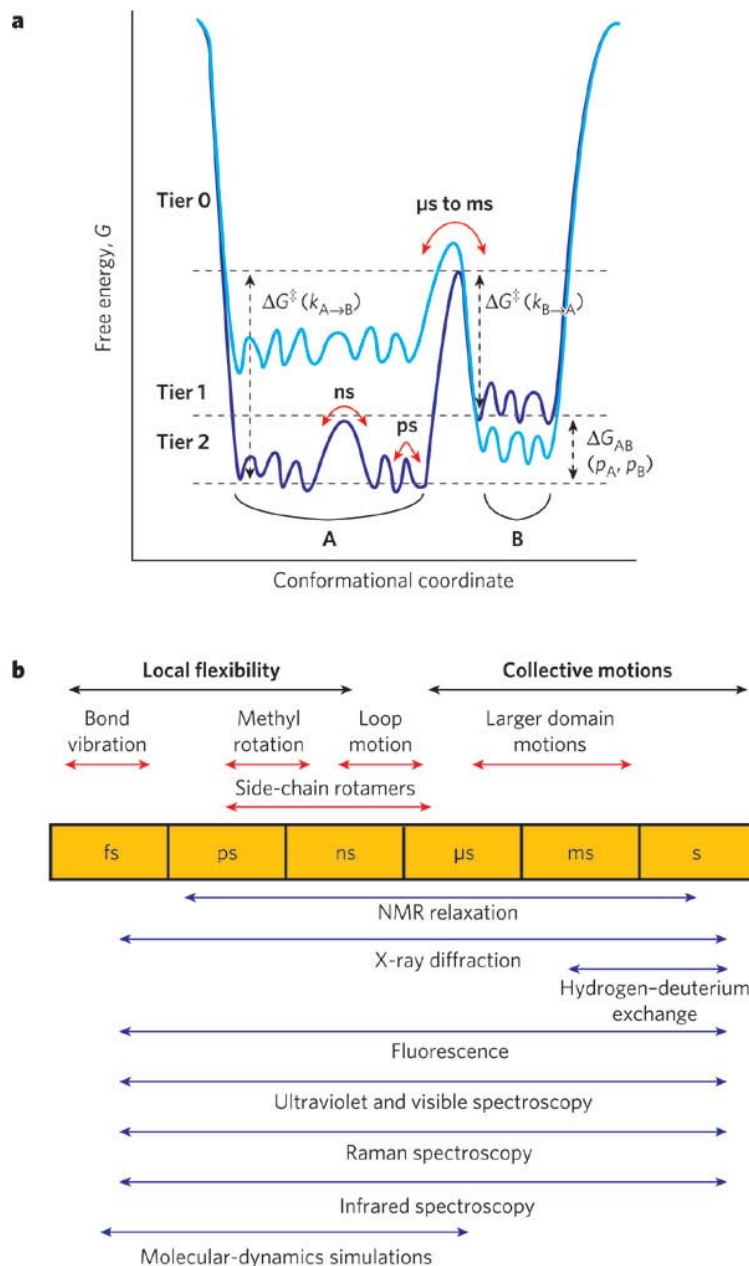 a
Free energy, G
Tier 0
Tier 1
Tier 2
µs to ms
ΔG‡ (kA→B)
ΔG‡ (kB→A)
ns
ps
ΔGAB
(pA, pB)
A
B
Conformational coordinate
b
Local flexibility
Collective motions
Bond
vibration
Methyl
rotation
Loop
motion
Larger domain
motions
Side-chain rotamers
fs
ps
ns
µs
ms
s
NMR relaxation
X-ray diffraction
Hydrogen–deuterium
exchange
Fluorescence
Ultraviolet and visible spectroscopy
Raman spectroscopy
Infrared spectroscopy
Molecular-dynamics simulations